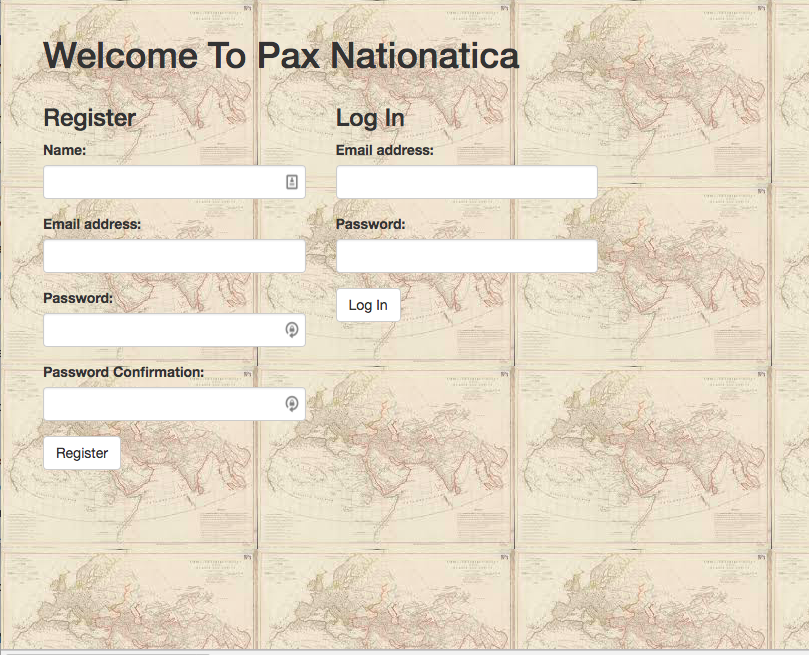 Welcome To Pax Nationatica
Register
Name:
Email address:
Password:
Password Confirmation:
Register
Log In
Email address:
Password:
Log In